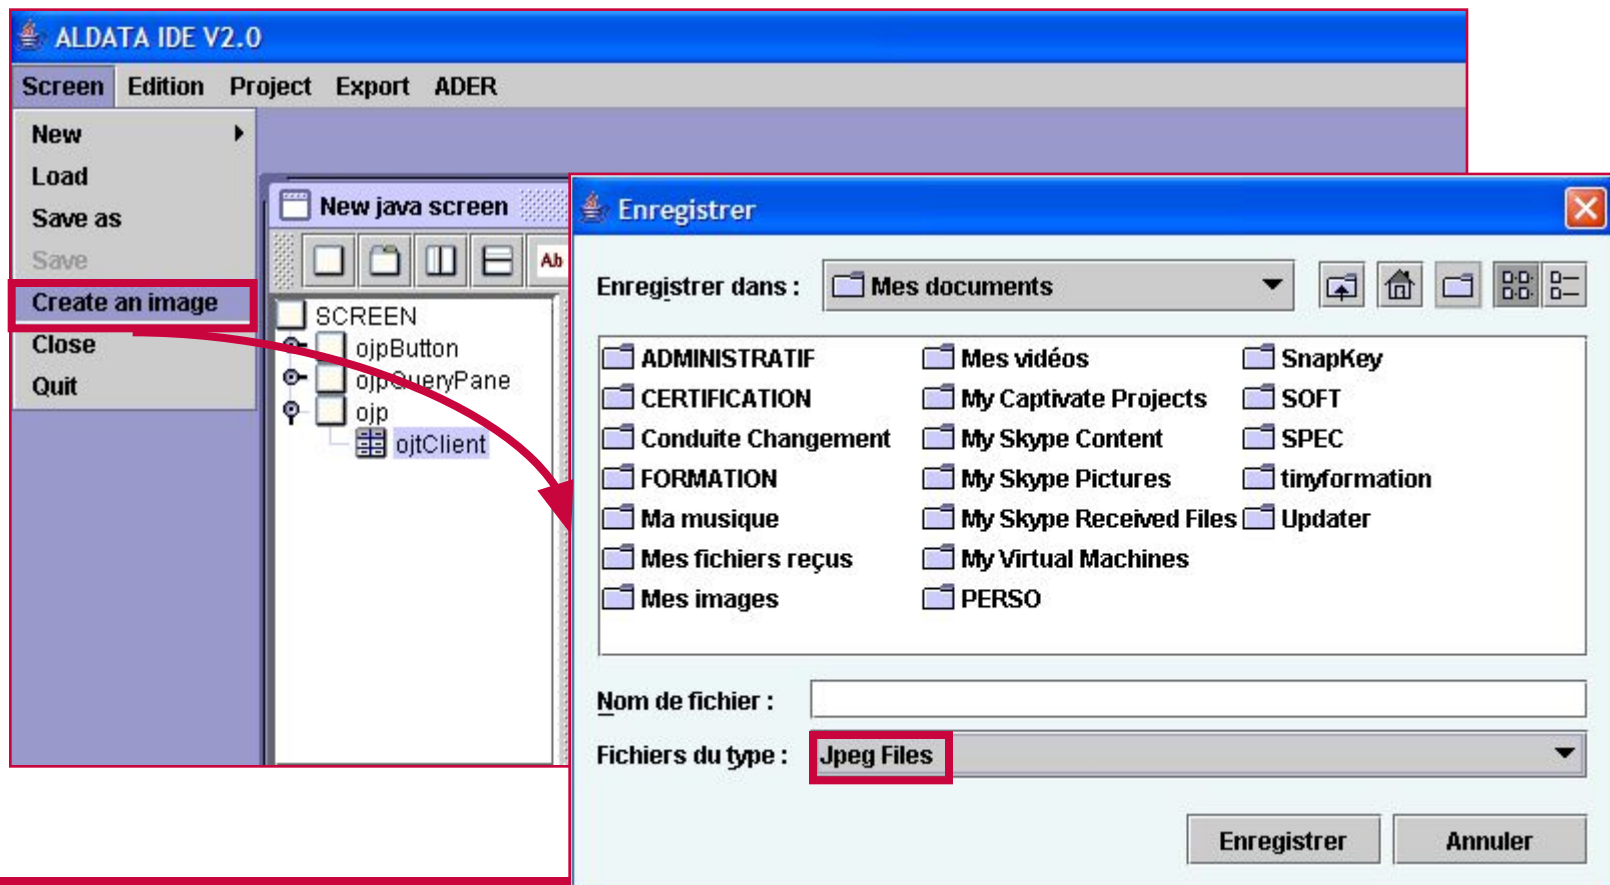 ALDATA IDE V2.0
Screen Edition Project Export ADER
New
Load
Save as
Save
Create an image
Close
Quit
New java screen
Ab
SCREEN
ojpButton
ojpQueryPane
ojp
ojtClient
Enregistrer
Enregistrer dans : Mes documents
ADMINISTRATIF Mes vidéos SnapKey
CERTIFICATION My Captivate Projects SOFT
Conduite Changement My Skype Content SPEC
FORMATION My Skype Pictures tinyformation
Ma musique My Skype Received Files Updater
Mes fichiers reçus My Virtual Machines
Mes images PERSO
Nom de fichier :
Fichiers du type : Jpeg Files
Enregistrer Annuler